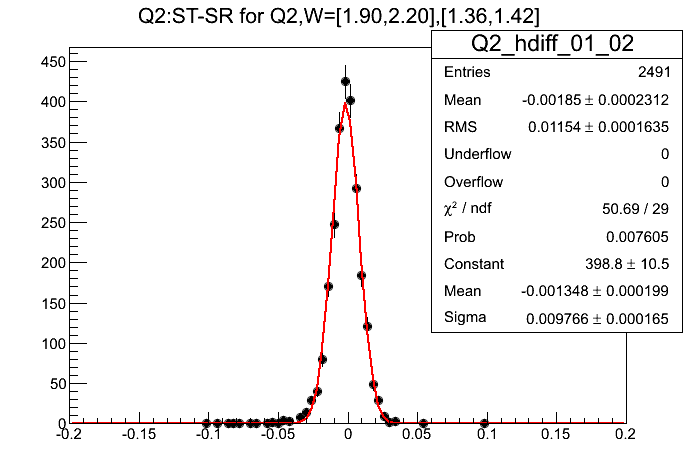 Q2:ST-SR for Q2,W=[1.90,2.20],[1.36,1.42]
Q2_hdiff_01_02
Entries 2491
Mean -0.00185 ± 0.0002312
RMS 0.01154 ± 0.0001635
Underflow 0
Overflow 0
χ² / ndf 50.69 / 29
Prob 0.007605
Constant 398.8 ± 10.5
Mean -0.001348 ± 0.000199
Sigma 0.009766 ± 0.000165
450
400
350
300
250
200
150
100
50
0
-0.2 -0.15 -0.1 -0.05 0 0.05 0.1 0.15 0.2